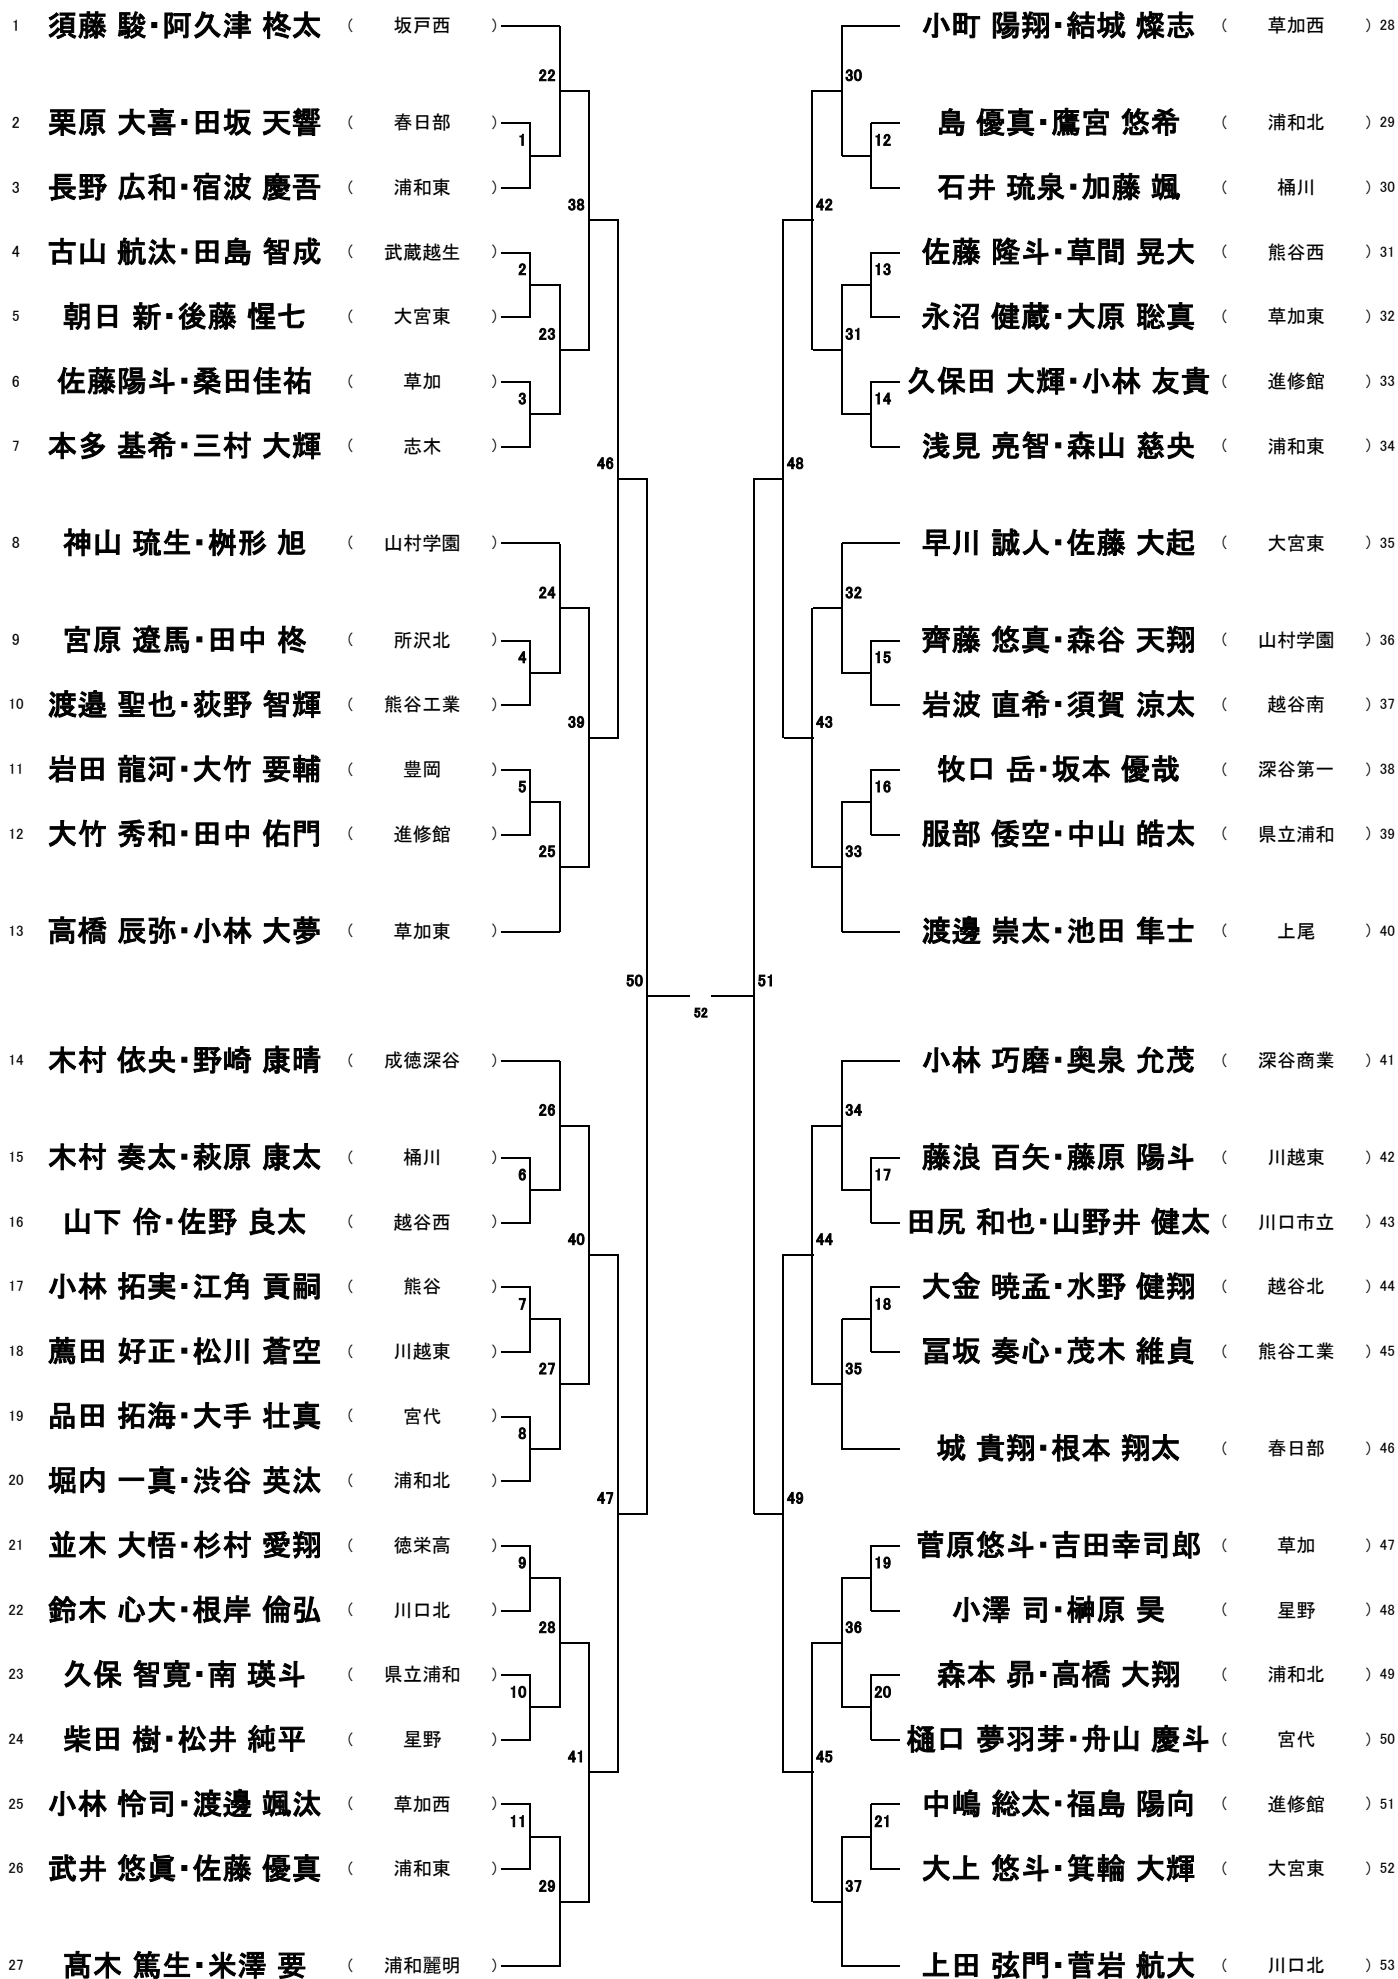 1 須藤 駿・阿久津 柊太 （ 坂戸西 ）
22
2 栗原 大喜・田坂 天響 （ 春日部 ）
1
3 長野 広和・宿波 慶吾 （ 浦和東 ）
38
4 古山 航汰・田島 智成 （ 武蔵越生 ）
2
5 朝日 新・後藤 惺七 （ 大宮東 ）
23
6 佐藤陽斗・桑田佳祐 （ 草加 ）
3
7 本多 基希・三村 大輝 （ 志木 ）
46
8 神山 琉生・桝形 旭 （ 山村学園 ）
24
9 宮原 遼馬・田中 柊 （ 所沢北 ）
4
10 渡邉 聖也・荻野 智輝 （ 熊谷工業 ）
39
11 岩田 龍河・大竹 要輔 （ 豊岡 ）
5
12 大竹 秀和・田中 佑門 （ 進修館 ）
25
13 高橋 辰弥・小林 大夢 （ 草加東 ）
50
14 木村 依央・野崎 康晴 （ 成徳深谷 ）
26
15 木村 奏太・萩原 康太 （ 桶川 ）
6
16 山下 伶・佐野 良太 （ 越谷西 ）
40
17 小林 拓実・江角 貢嗣 （ 熊谷 ）
7
18 薦田 好正・松川 蒼空 （ 川越東 ）
27
19 品田 拓海・大手 壮真 （ 宮代 ）
8
20 堀内 一真・渋谷 英汰 （ 浦和北 ）
47
21 並木 大悟・杉村 愛翔 （ 徳栄高 ）
9
22 鈴木 心大・根岸 倫弘 （ 川口北 ）
28
23 久保 智寛・南 瑛斗 （ 県立浦和 ）
10
24 柴田 樹・松井 純平 （ 星野 ）
41
25 小林 怜司・渡邊 颯汰 （ 草加西 ）
11
26 武井 悠眞・佐藤 優真 （ 浦和東 ）
29
27 髙木 篤生・米澤 要 （ 浦和麗明 ）
52
小町 陽翔・結城 燦志 （ 草加西 ） 28
30
島 優真・鷹宮 悠希 （ 浦和北 ） 29
12
石井 琉泉・加藤 颯 （ 桶川 ） 30
42
佐藤 隆斗・草間 晃大 （ 熊谷西 ） 31
13
永沼 健蔵・大原 聡真 （ 草加東 ） 32
31
久保田 大輝・小林 友貴 （ 進修館 ） 33
14
浅見 亮智・森山 慈央 （ 浦和東 ） 34
48
早川 誠人・佐藤 大起 （ 大宮東 ） 35
32
齊藤 悠真・森谷 天翔 （ 山村学園 ） 36
15
岩波 直希・須賀 涼太 （ 越谷南 ） 37
43
牧口 岳・坂本 優哉 （ 深谷第一 ） 38
16
服部 倭空・中山 皓太 （ 県立浦和 ） 39
33
渡邊 崇太・池田 隼士 （ 上尾 ） 40
51
小林 巧磨・奥泉 允茂 （ 深谷商業 ） 41
34
藤浪 百矢・藤原 陽斗 （ 川越東 ） 42
17
田尻 和也・山野井 健太 （ 川口市立 ） 43
44
大金 暁孟・水野 健翔 （ 越谷北 ） 44
18
冨坂 奏心・茂木 維貞 （ 熊谷工業 ） 45
35
城 貴翔・根本 翔太 （ 春日部 ） 46
49
菅原悠斗・吉田幸司郎 （ 草加 ） 47
19
小澤 司・榊原 昊 （ 星野 ） 48
36
森本 昴・高橋 大翔 （ 浦和北 ） 49
20
樋口 夢羽芽・舟山 慶斗 （ 宮代 ） 50
45
中嶋 総太・福島 陽向 （ 進修館 ） 51
21
大上 悠斗・箕輪 大輝 （ 大宮東 ） 52
37
上田 弦門・菅岩 航大 （ 川口北 ） 53